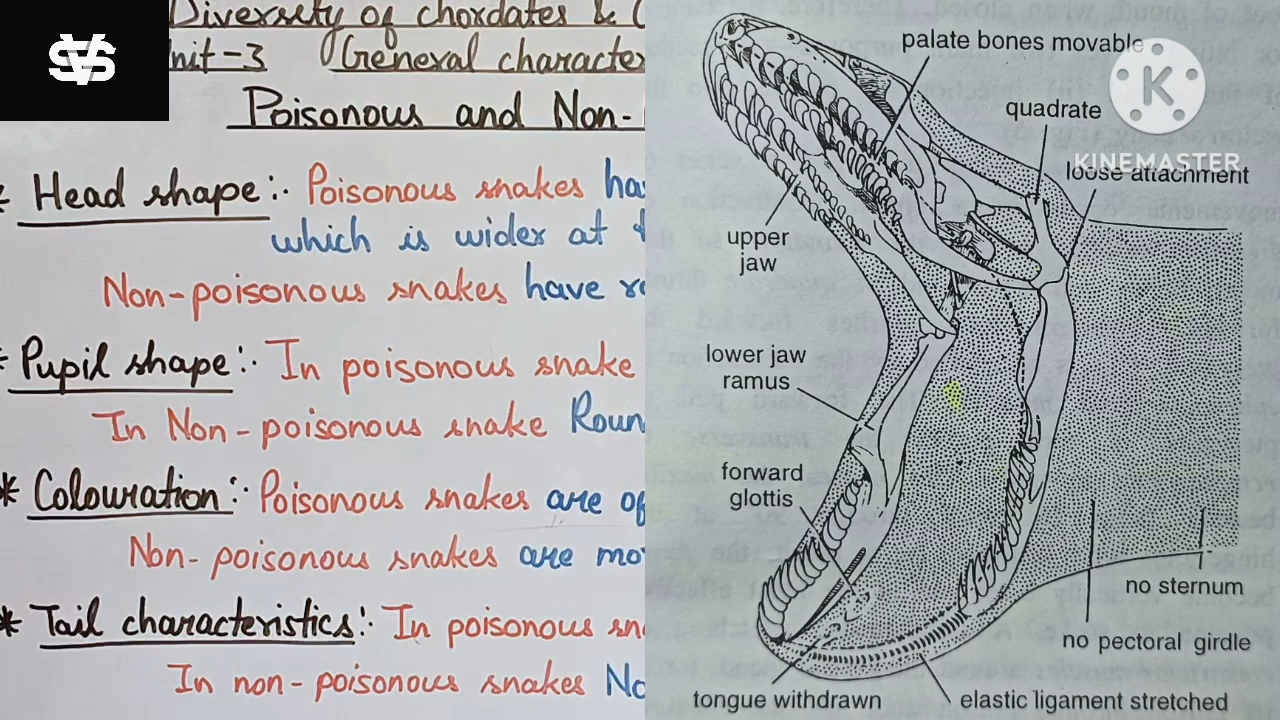 VS
Diversity of chordates &
Unit-3 General character
Poisonous and Non-
Head shape:· Poisonous snakes ha
which is wider at
Non-poisonous snakes have ro
* Pupil shape:· In poisonous snake
In Non-poisonous snake Roun
* Colouration:· Poisonous snakes are of
Non-poisonous snakes are mo
* Tail characteristics:· In poisonous sn
In non-poisonous snakes No
palate bones movable
quadrate
loose attachment
upper
jaw
lower jaw
ramus
forward
glottis
no sternum
no pectoral girdle
tongue withdrawn
elastic ligament stretched
K
KINEMASTER